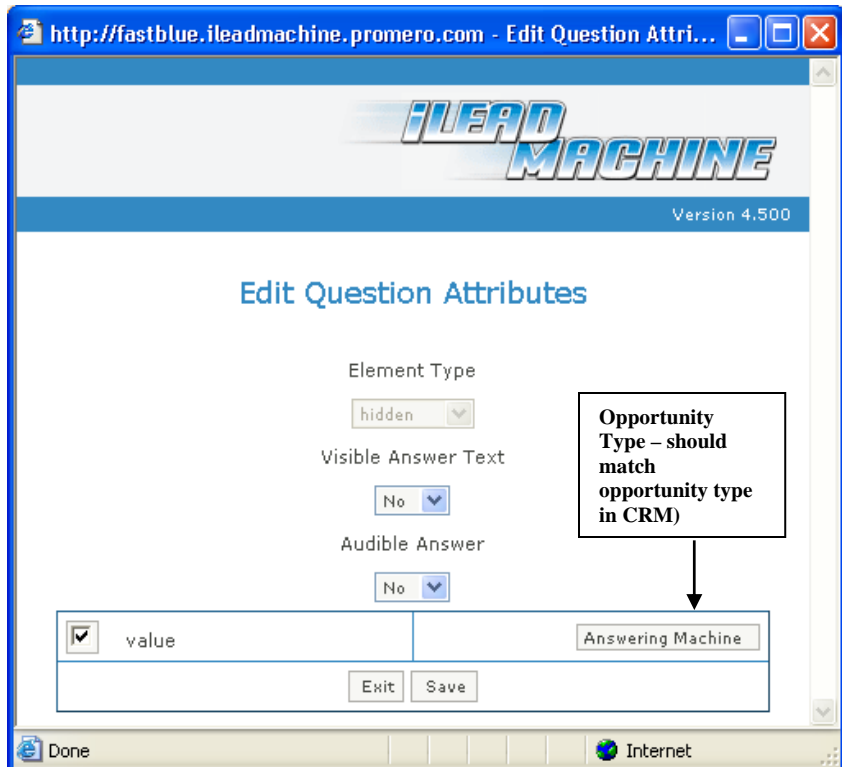 http://fastblue.ileadmachine.promero.com - Edit Question Attri...
iLEAD
MACHINE
Version 4.500
Edit Question Attributes
Element Type
hidden
Visible Answer Text
No
Audible Answer
No
Opportunity
Type – should
match
opportunity type
in CRM)
value
Answering Machine
Exit Save
Done Internet